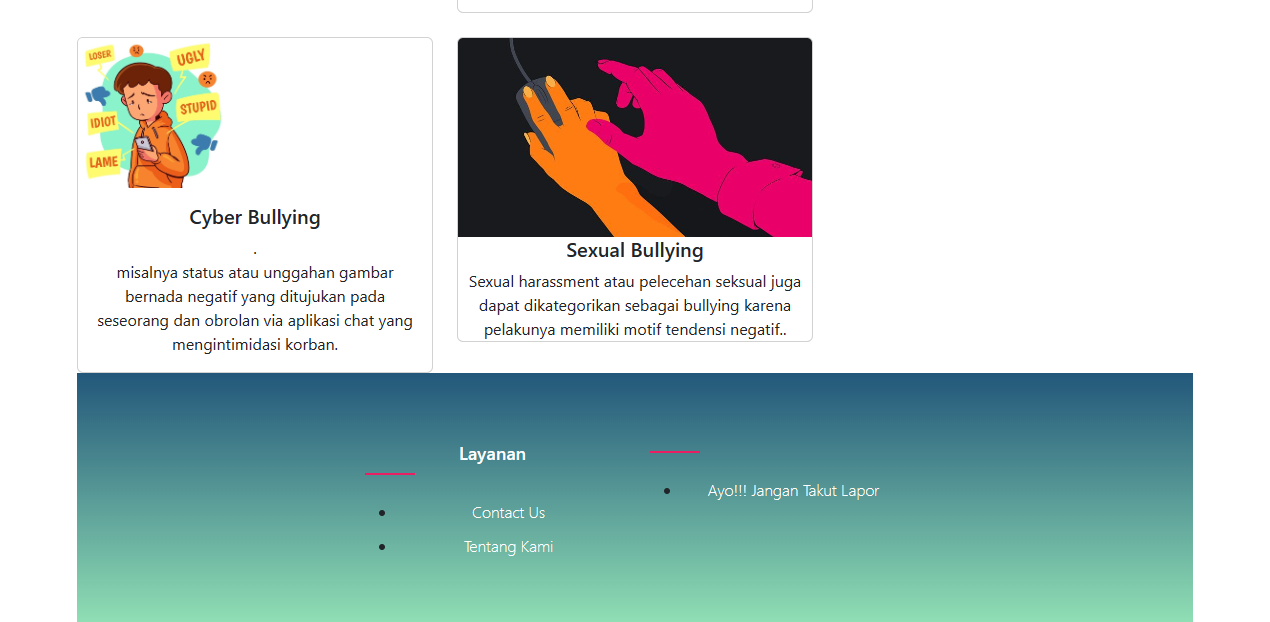 LOSER
UGLY
STUPID
IDIOT
LAME
Cyber Bullying
.
misalnya status atau unggahan gambar
bernada negatif yang ditujukan pada
seseorang dan obrolan via aplikasi chat yang
mengintimidasi korban.
Sexual Bullying
Sexual harassment atau pelecehan seksual juga
dapat dikategorikan sebagai bullying karena
pelakunya memiliki motif tendensi negatif..
Layanan
• Contact Us
• Tentang Kami
• Ayo!!! Jangan Takut Lapor